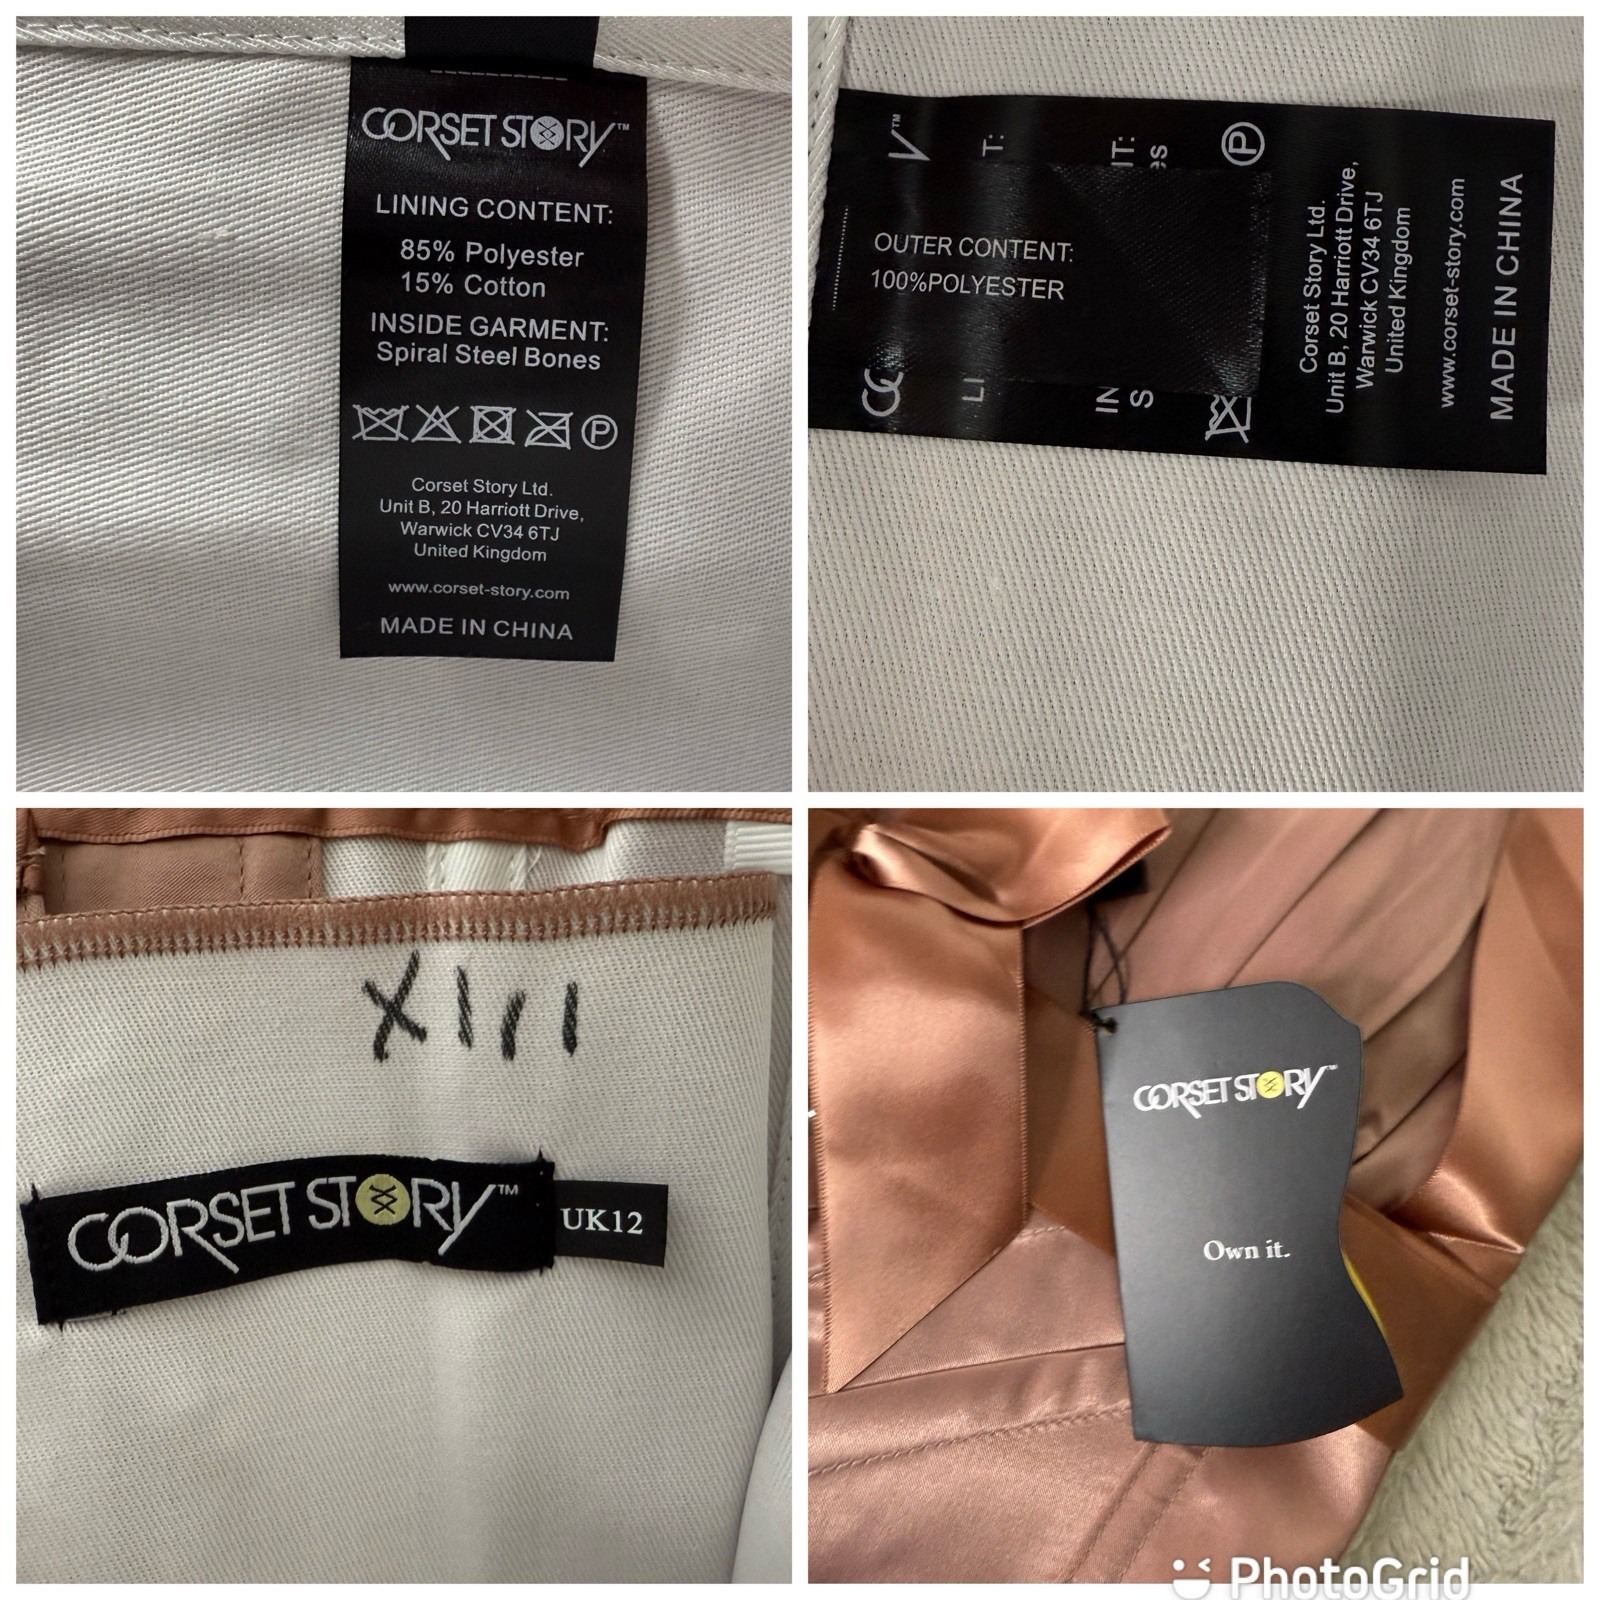 CORSET STORY™
LINING CONTENT:
85% Polyester
15% Cotton
INSIDE GARMENT:
Spiral Steel Bones
P
Corset Story Ltd.
Unit B, 20 Harriott Drive,
Warwick CV34 6TJ
United Kingdom
www.corset-story.com
MADE IN CHINA
OUTER CONTENT:
100%POLYESTER
P
Corset Story Ltd.
Unit B, 20 Harriott Drive,
Warwick CV34 6TJ
United Kingdom
www.corset-story.com
MADE IN CHINA
XIII
CORSET STORY™
UK12
CORSET STORY™
Own it.
PhotoGrid